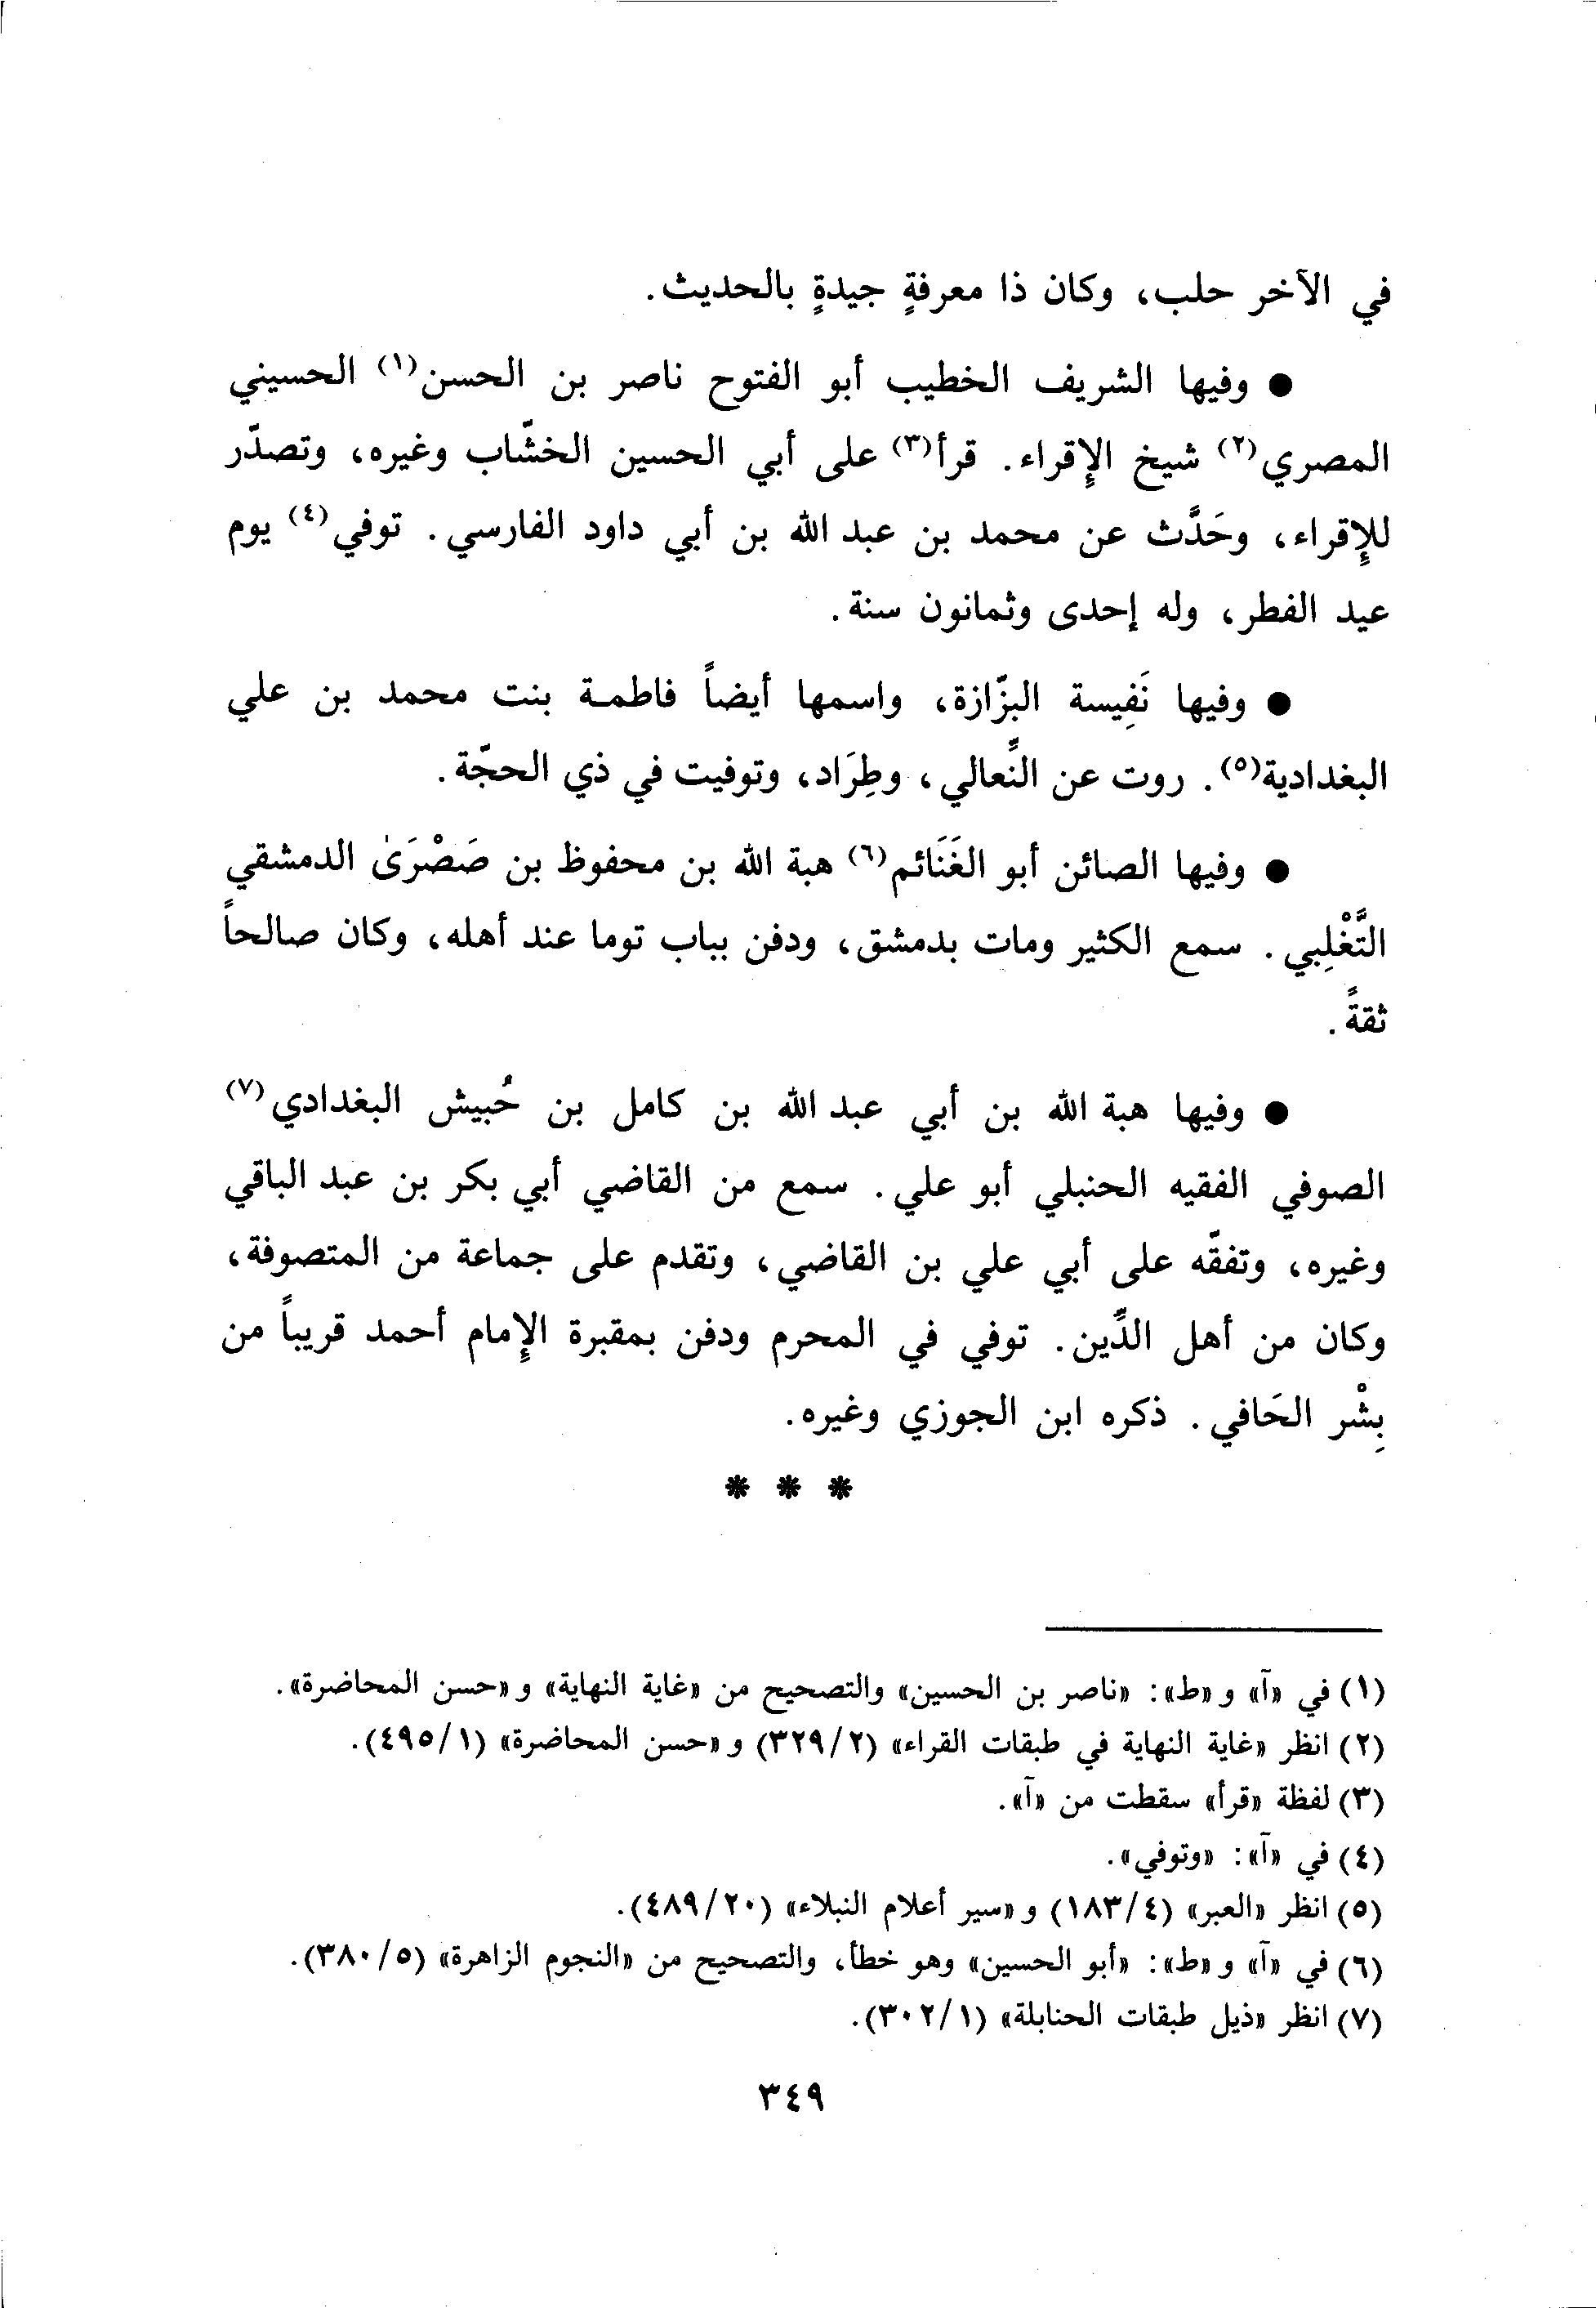 في الآخر حلب، وكان ذا معرفةٍ جيدةٍ بالحديث.
● وفيها الشريف الخطيب أبو الفتوح ناصر بن الحسن(١) الحسيني
المصري(٢) شيخ الإِقراء. قرأ(٣) على أبي الحسين الخشّاب وغيره، وتصدّر
للإِقراء، وحَدَّث عن محمد بن عبد الله بن أبي داود الفارسي. توفي(٤) يوم
عيد الفطر، وله إحدى وثمانون سنة.
● وفيها نَفِيسة البزّازة، واسمها أيضاً فاطمة بنت محمد بن علي
البغدادية(٥). روت عن النِّعالي، وطِرَاد، وتوفيت في ذي الحجّة.
● وفيها الصائن أبو الغَنَائم(٦) هبة الله بن محفوظ بن صَصْرَىٰ الدمشقي
التَّغْلِبي. سمع الكثير ومات بدمشق، ودفن بباب توما عند أهله، وكان صالحاً
ثقةً.
● وفيها هبة الله بن أبي عبد الله بن كامل بن حُبيش البغدادي(٧)
الصوفي الفقيه الحنبلي أبو علي. سمع من القاضي أبي بكر بن عبد الباقي
وغيره، وتفقّه على أبي علي بن القاضي، وتقدم على جماعة من المتصوفة،
وكان من أهل الدِّين. توفي في المحرم ودفن بمقبرة الإِمام أحمد قريباً من
بِشْر الحَافي. ذكره ابن الجوزي وغيره.
* * *
(١) في «آ» و«ط»: «ناصر بن الحسين» والتصحيح من «غاية النهاية» و«حسن المحاضرة».
(٢) انظر «غاية النهاية في طبقات القراء» (٣٢٩/٢) و«حسن المحاضرة» (٤٩٥/١).
(٣) لفظة «قرأ» سقطت من «آ».
(٤) في «آ»: «وتوفي».
(٥) انظر «العبر» (١٨٣/٤) و«سير أعلام النبلاء» (٤٨٩/٢٠).
(٦) في «آ» و«ط»: «أبو الحسين» وهو خطأ، والتصحيح من «النجوم الزاهرة» (٣٨٠/٥).
(٧) انظر «ذيل طبقات الحنابلة» (٣٠٢/١).
٣٤٩